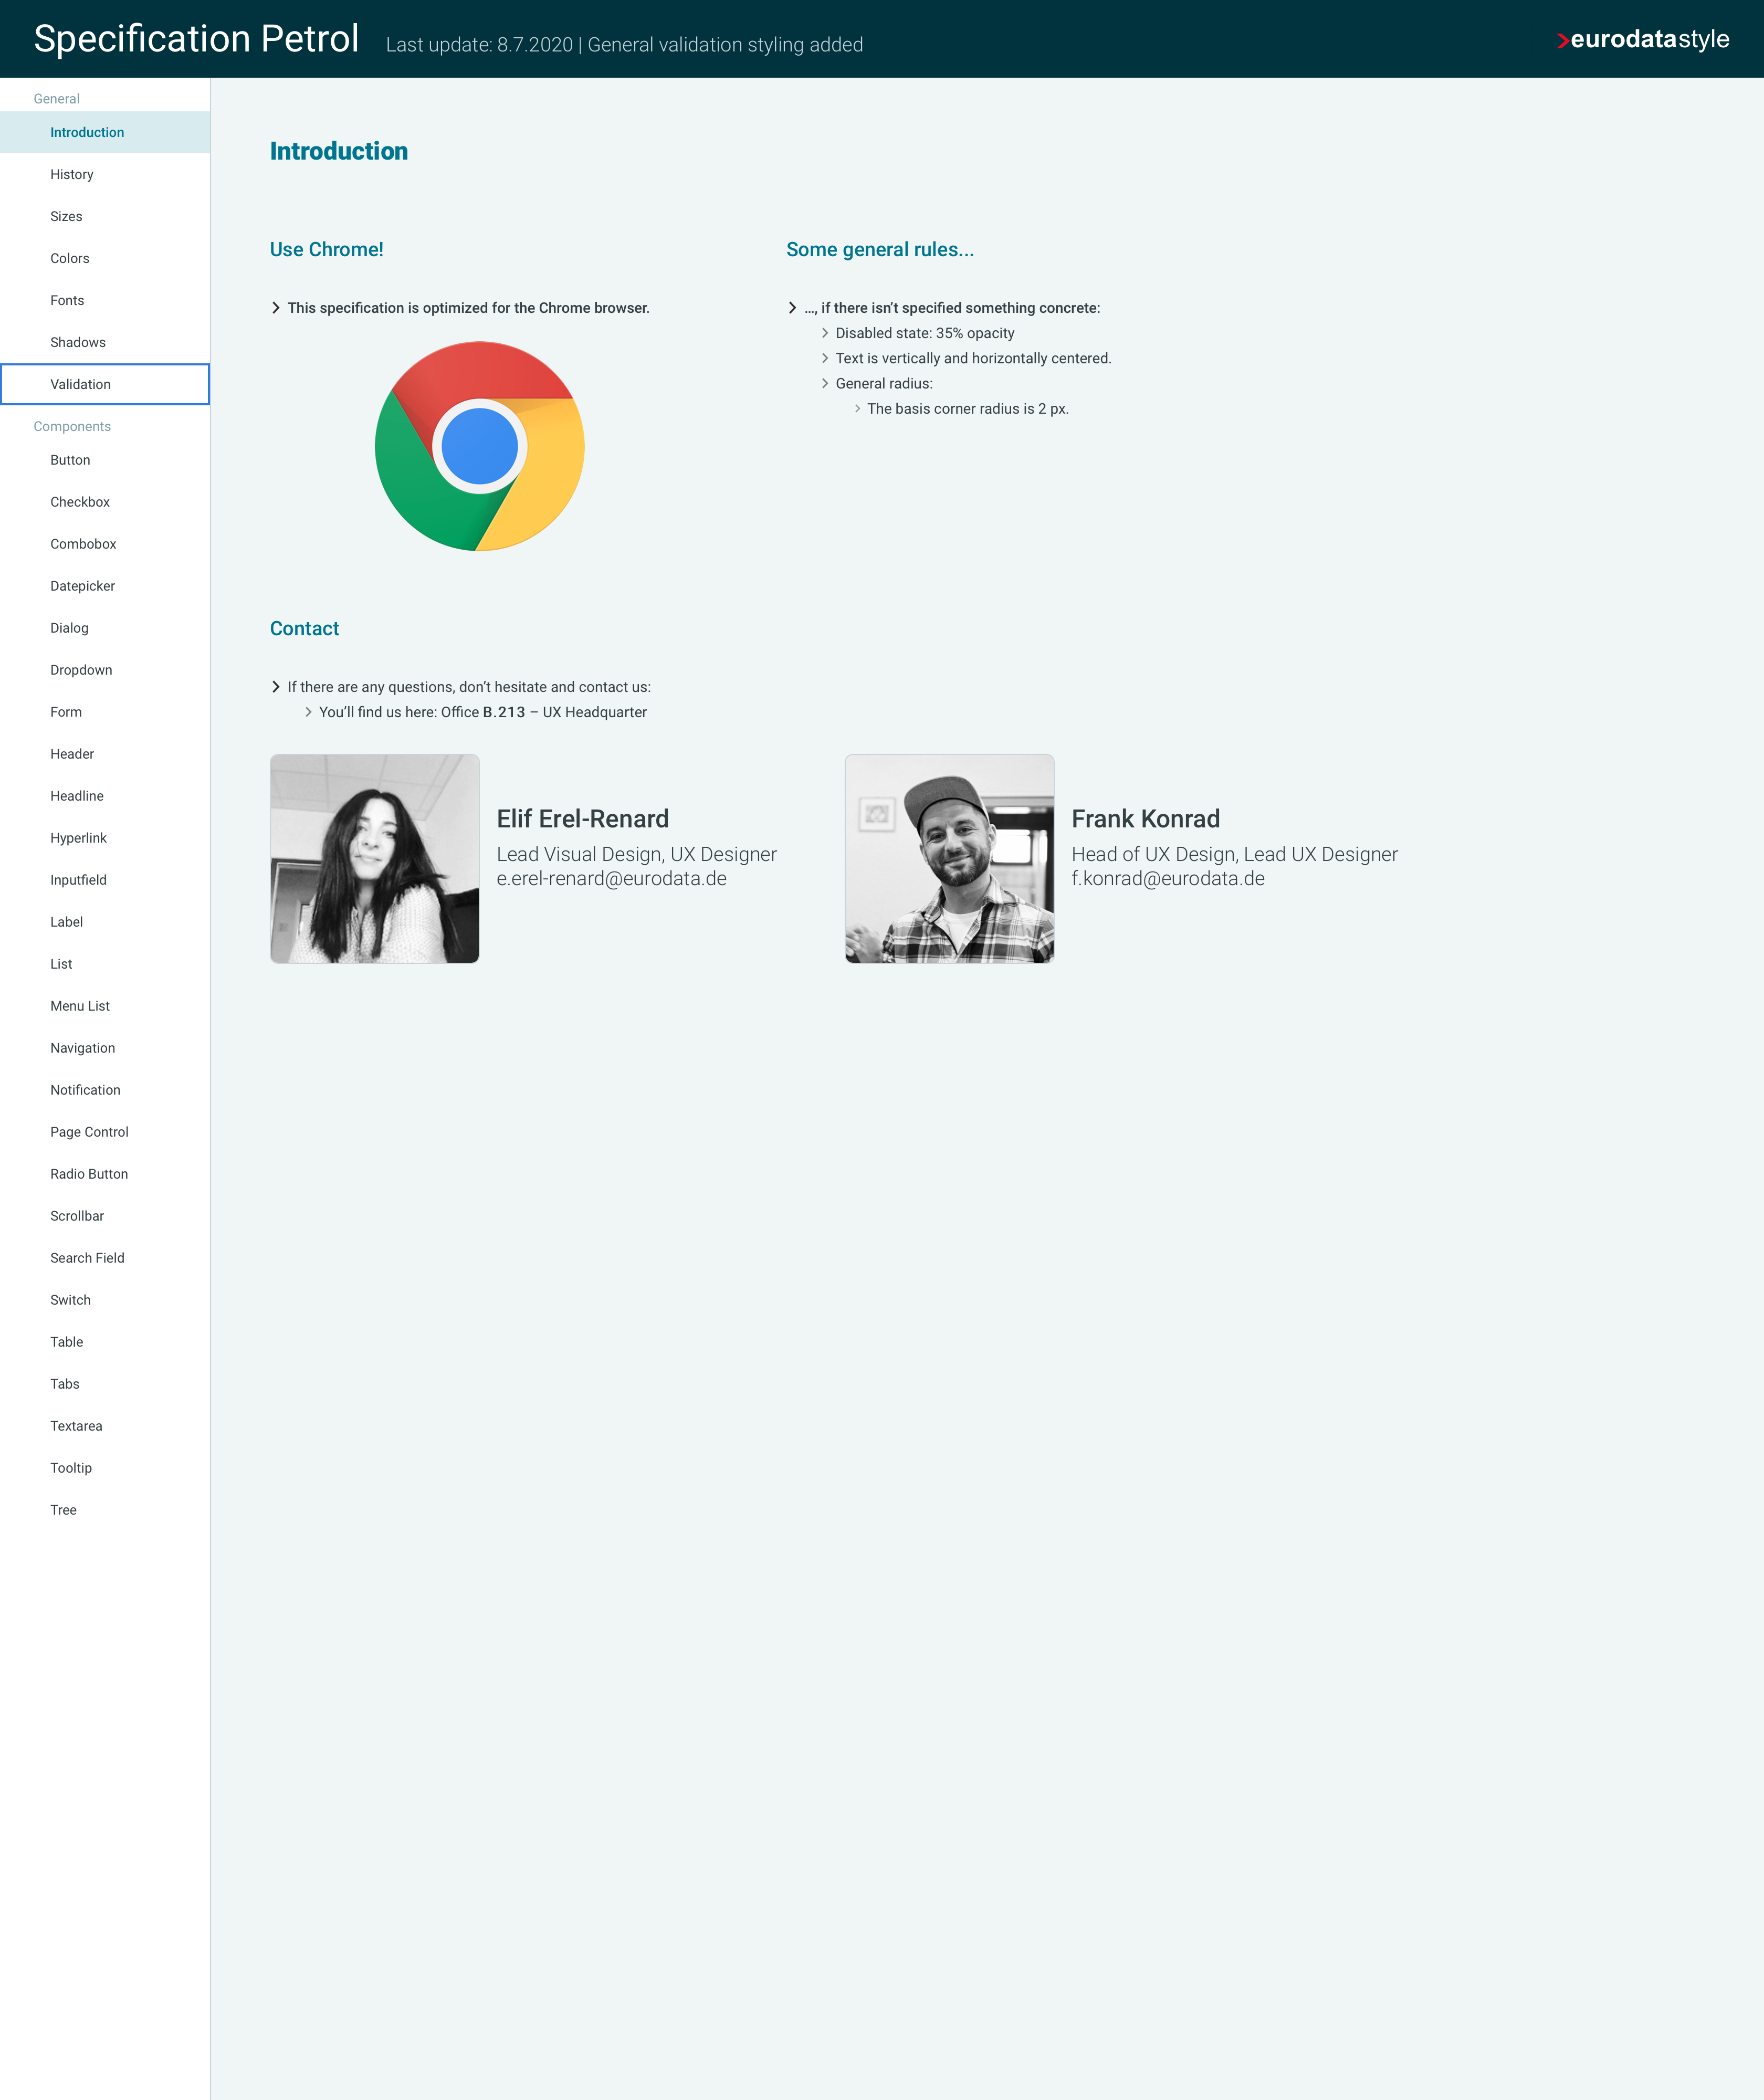 Specification Petrol
Last update: 8.7.2020 | General validation styling added
eurodatastyle
General
Introduction
History
Sizes
Colors
Fonts
Shadows
Validation
Components
Button
Checkbox
Combobox
Datepicker
Dialog
Dropdown
Form
Header
Headline
Hyperlink
Inputfield
Label
List
Menu List
Navigation
Notification
Page Control
Radio Button
Scrollbar
Search Field
Switch
Table
Tabs
Textarea
Tooltip
Tree
Introduction
Use Chrome!
This specification is optimized for the Chrome browser.
Some general rules...
..., if there isn’t specified something concrete:
Disabled state: 35% opacity
Text is vertically and horizontally centered.
General radius:
The basis corner radius is 2 px.
Contact
If there are any questions, don’t hesitate and contact us:
You’ll find us here: Office B.213 – UX Headquarter
Elif Erel-Renard
Lead Visual Design, UX Designer
e.erel-renard@eurodata.de
Frank Konrad
Head of UX Design, Lead UX Designer
f.konrad@eurodata.de